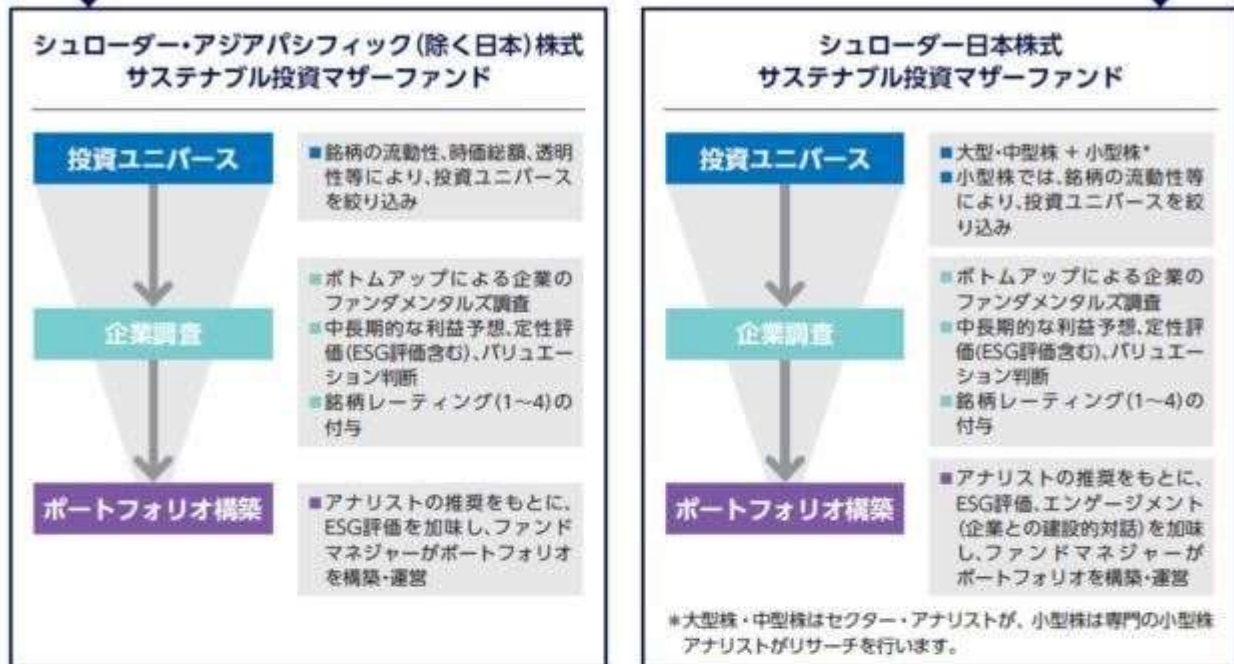 シュローダー・アジアパシフィック(除く日本)株式
サステナブル投資マザーファンド
投資ユニバース
■銘柄の流動性、時価総額、透明
性等により、投資ユニバース
を絞り込み
企業調査
■ボトムアップによる企業の
ファンダメンタルズ調査
■中長期的な利益予想、定性評
価(ESG評価含む)、バリュエー
ション判断
■銘柄レーティング(1～4)の
付与
ポートフォリオ構築
■アナリストの推奨をもとに、
ESG評価を加味し、ファンド
マネジャーがポートフォリオ
を構築・運営
シュローダー日本株式
サステナブル投資マザーファンド
投資ユニバース
■大型・中型株 + 小型株*
■小型株では、銘柄の流動性等
により、投資ユニバースを絞
り込み
企業調査
■ボトムアップによる企業の
ファンダメンタルズ調査
■中長期的な利益予想、定性評
価(ESG評価含む)、バリュエー
ション判断
■銘柄レーティング(1～4)の
付与
ポートフォリオ構築
■アナリストの推奨をもとに、
ESG評価、エンゲージメント
(企業との建設的対話)を加味
し、ファンドマネジャーが
ポートフォリオを構築・運営
*大型株・中型株はセクター・アナリストが、小型株は専門の小型株
アナリストがリサーチを行います。